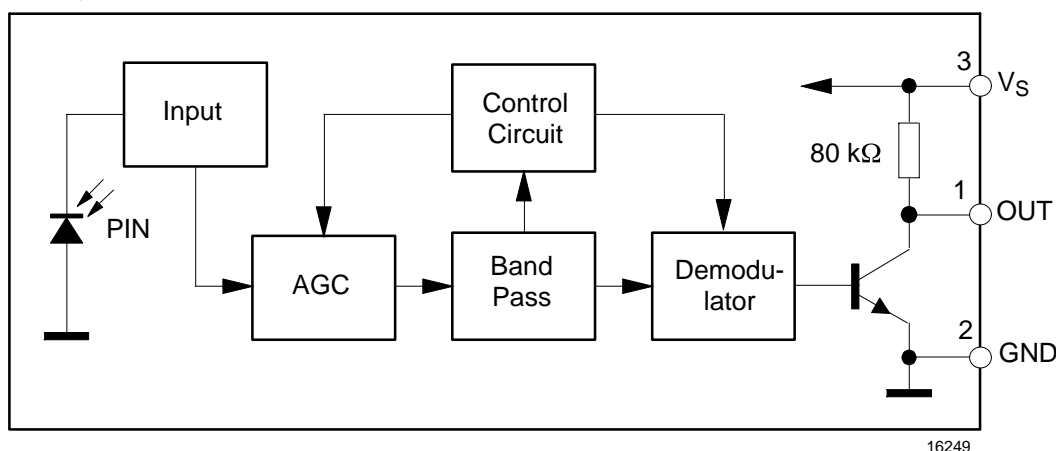 3
V_S
Input
Control
Circuit
80 kΩ
1
OUT
PIN
AGC
Band
Pass
Demodu-
lator
2
GND
16249